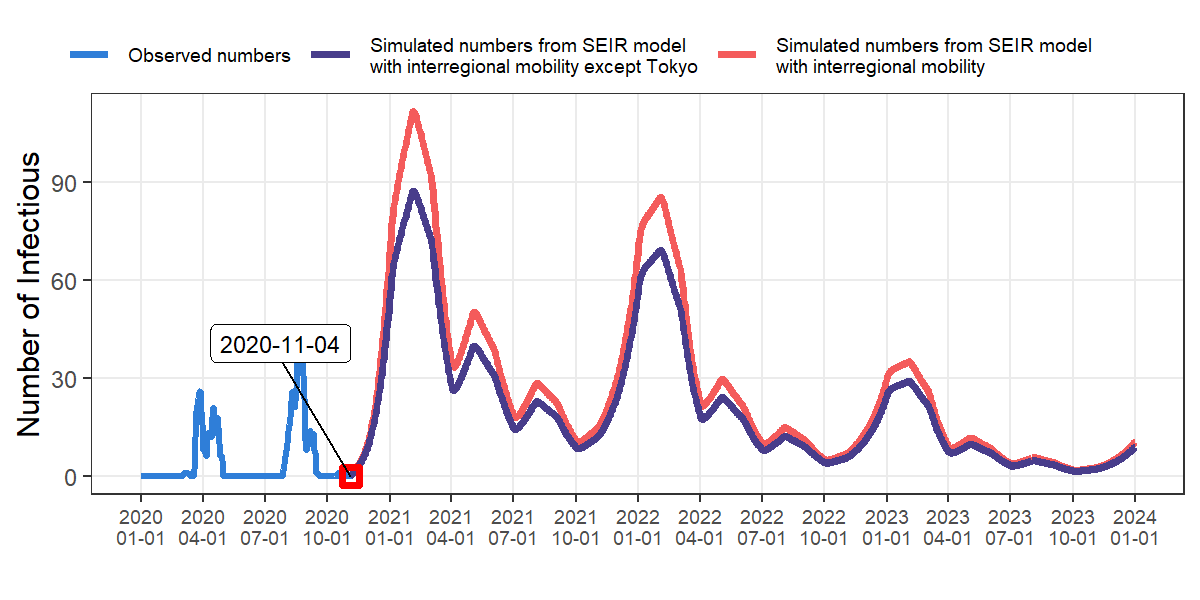 Observed numbers
Simulated numbers from SEIR model
with interregional mobility except Tokyo
Simulated numbers from SEIR model
with interregional mobility
Number of Infectious
90
60
30
0
2020-11-04
2020 2020 2020 2020 2021 2021 2021 2021 2022 2022 2022 2022 2023 2023 2023 2023 2024
01-01 04-01 07-01 10-01 01-01 04-01 07-01 10-01 01-01 04-01 07-01 10-01 01-01 04-01 07-01 10-01 01-01